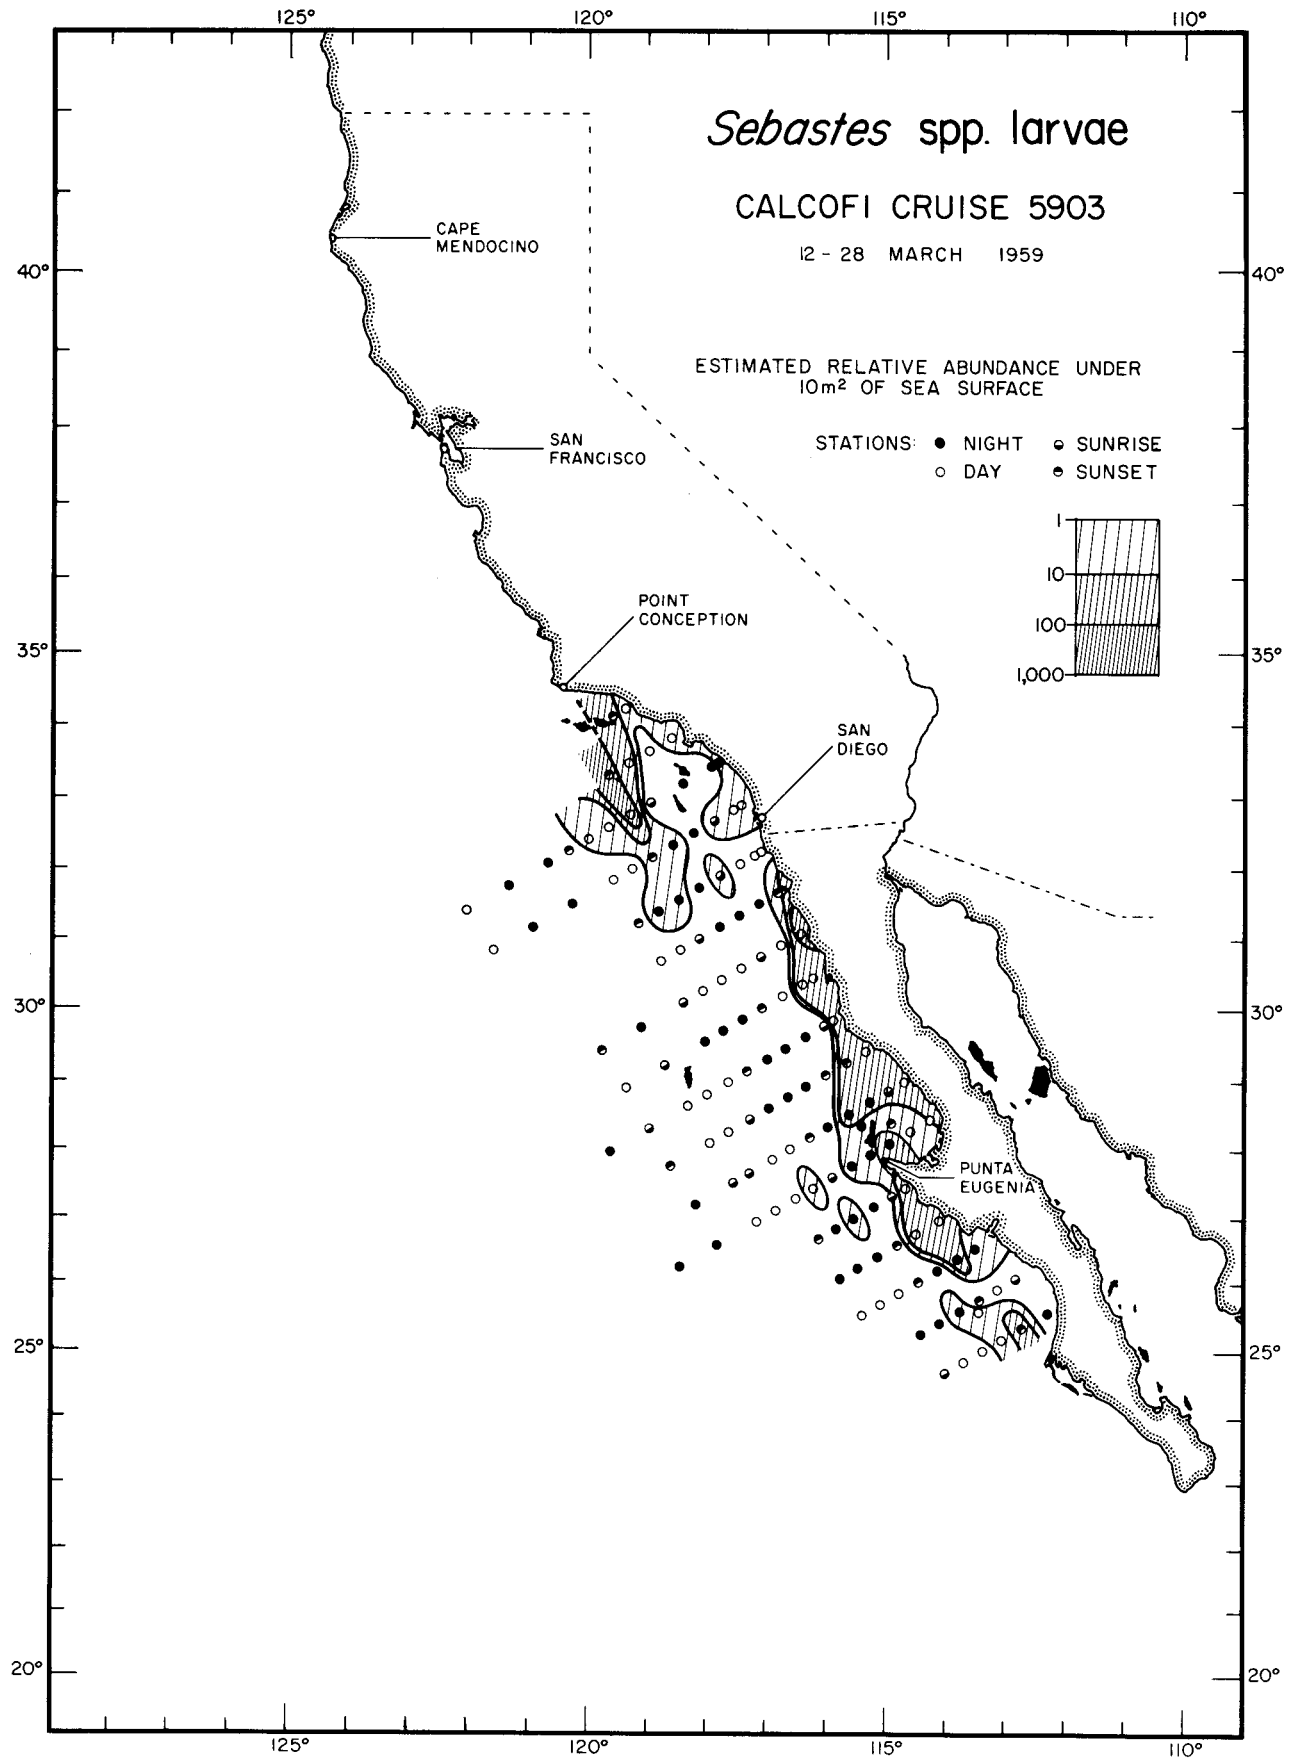 125° 120° 115° 110°
Sebastes spp. larvae
CALCOFI CRUISE 5903
12 - 28 MARCH 1959
CAPE
MENDOCINO
40° 40°
ESTIMATED RELATIVE ABUNDANCE UNDER
10m² OF SEA SURFACE
STATIONS: ● NIGHT SUNRISE
○ DAY SUNSET
SAN
FRANCISCO
1
10
100
1,000
POINT
CONCEPTION
35° 35°
SAN
DIEGO
30° 30°
PUNTA
EUGENIA
25° 25°
20° 20°
125° 120° 115° 110°